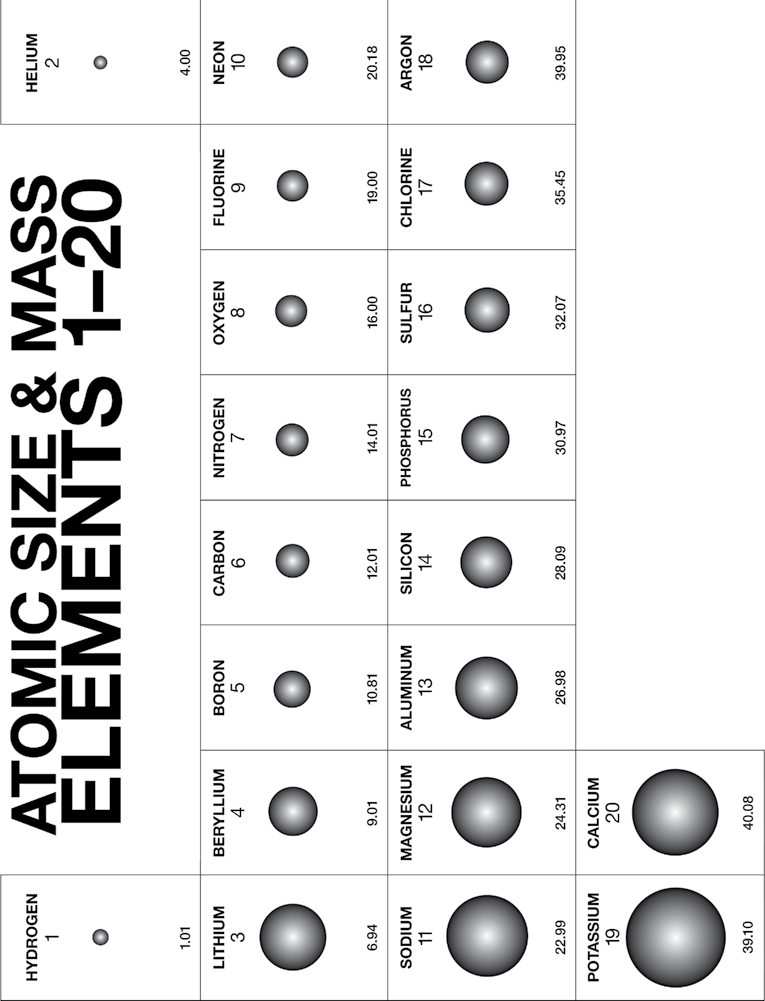 ATOMIC SIZE & MASS
ELEMENTS 1–20
HYDROGEN
1
1.01
HELIUM
2
4.00
LITHIUM
3
6.94
BERYLLIUM
4
9.01
BORON
5
10.81
CARBON
6
12.01
NITROGEN
7
14.01
OXYGEN
8
16.00
FLUORINE
9
19.00
NEON
10
20.18
SODIUM
11
22.99
MAGNESIUM
12
24.31
ALUMINUM
13
26.98
SILICON
14
28.09
PHOSPHORUS
15
30.97
SULFUR
16
32.07
CHLORINE
17
35.45
ARGON
18
39.95
POTASSIUM
19
39.10
CALCIUM
20
40.08